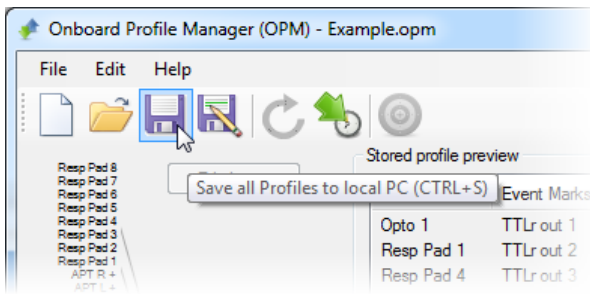 Onboard Profile Manager (OPM) - Example.opm
File Edit Help
Save all Profiles to local PC (CTRL+S)
Resp Pad 8
Resp Pad 7
Resp Pad 6
Resp Pad 5
Resp Pad 4
Resp Pad 3
Resp Pad 2
Resp Pad 1
APT R +
APT L +
Stored profile preview
Event Marks
Opto 1 TTLr out 1
Resp Pad 1 TTLr out 2
Resp Pad 4 TTLr out 3